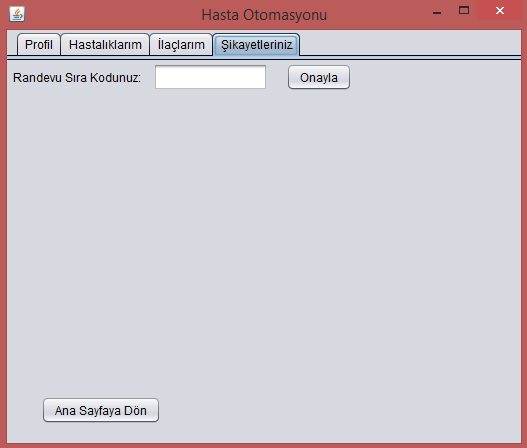 Hasta Otomasyonu
Profil Hastalıklarım İlaçlarım Şikayetleriniz
Randevu Sıra Kodunuz: Onayla
Ana Sayfaya Dön